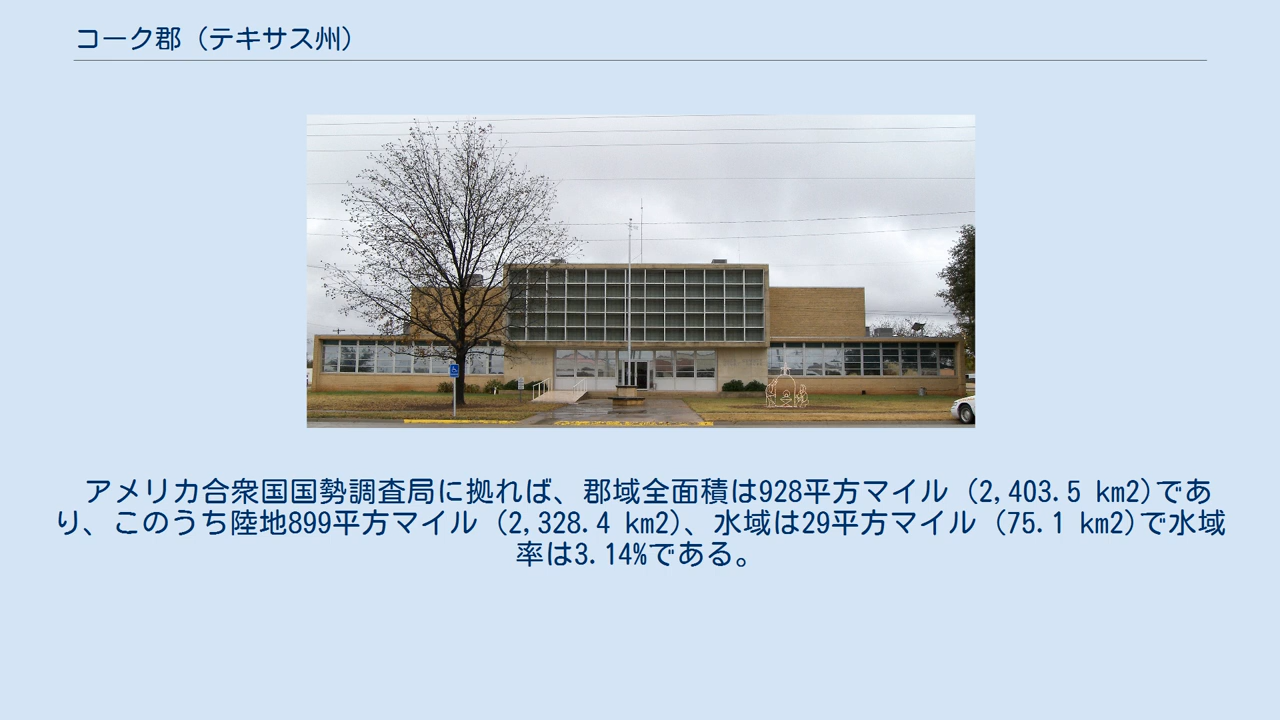 コーク郡（テキサス州）
アメリカ合衆国国勢調査局に拠れば、郡域全面積は928平方マイル (2,403.5 km2)であ
り、このうち陸地899平方マイル (2,328.4 km2)、水域は29平方マイル (75.1 km2)で水域
率は3.14%である。